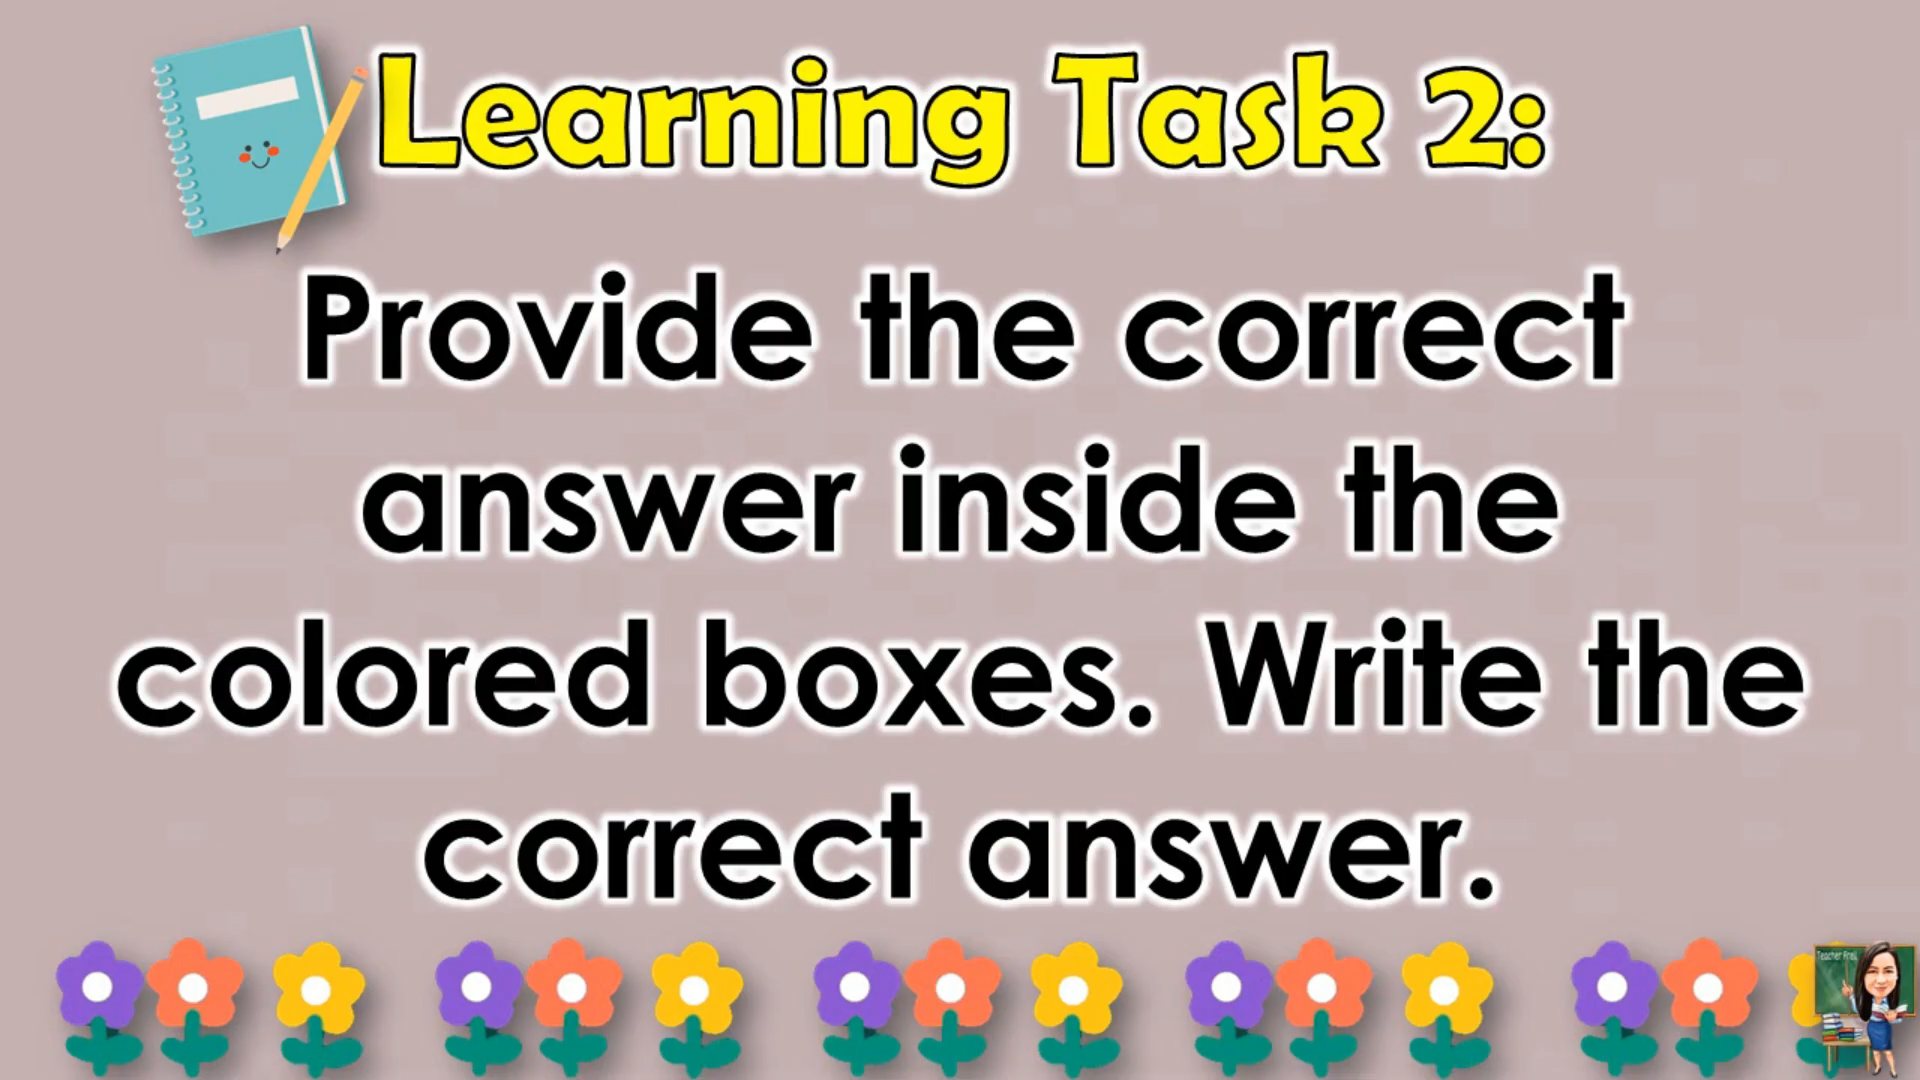 Learning Task 2:
Provide the correct
answer inside the
colored boxes. Write the
correct answer.